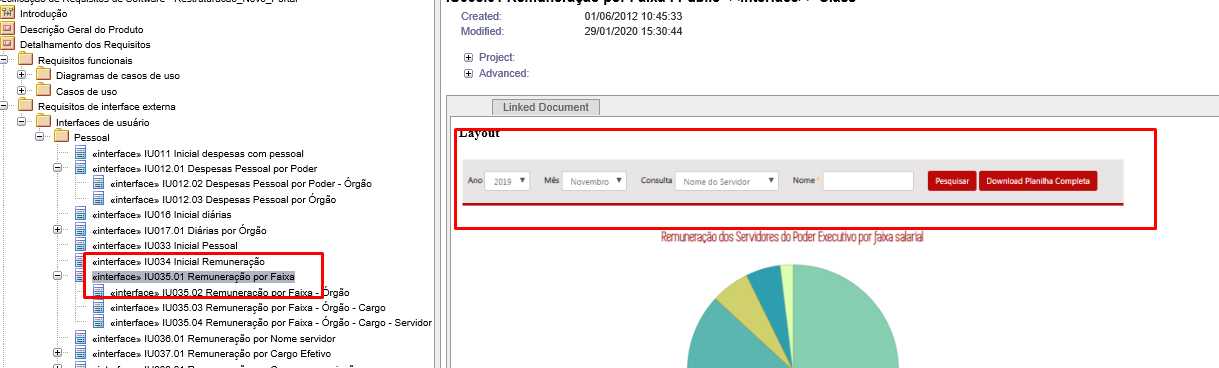 Introdução
Descrição Geral do Produto
Detalhamento dos Requisitos
Requisitos funcionais
Diagramas de casos de uso
Casos de uso
Requisitos de interface externa
Interfaces de usuário
Pessoal
«interface» IU011 Inicial despesas com pessoal
«interface» IU012.01 Despesas Pessoal por Poder
«interface» IU012.02 Despesas Pessoal por Poder - Órgão
«interface» IU012.03 Despesas Pessoal por Órgão
«interface» IU016 Inicial diárias
«interface» IU017.01 Diárias por Órgão
«interface» IU033 Inicial Pessoal
«interface» IU034 Inicial Remuneração
«interface» IU035.01 Remuneração por Faixa
«interface» IU035.02 Remuneração por Faixa - Órgão
«interface» IU035.03 Remuneração por Faixa - Órgão - Cargo
«interface» IU035.04 Remuneração por Faixa - Órgão - Cargo - Servidor
«interface» IU036.01 Remuneração por Nome servidor
«interface» IU037.01 Remuneração por Cargo Efetivo
Created: 01/06/2012 10:45:33
Modified: 29/01/2020 15:30:44
Project:
Advanced:
Linked Document
Layout
Ano 2019 Mês Novembro Consulta Nome do Servidor Nome* Pesquisar Download Planilha Completa
Remuneração dos Servidores do Poder Executivo por faixa salarial